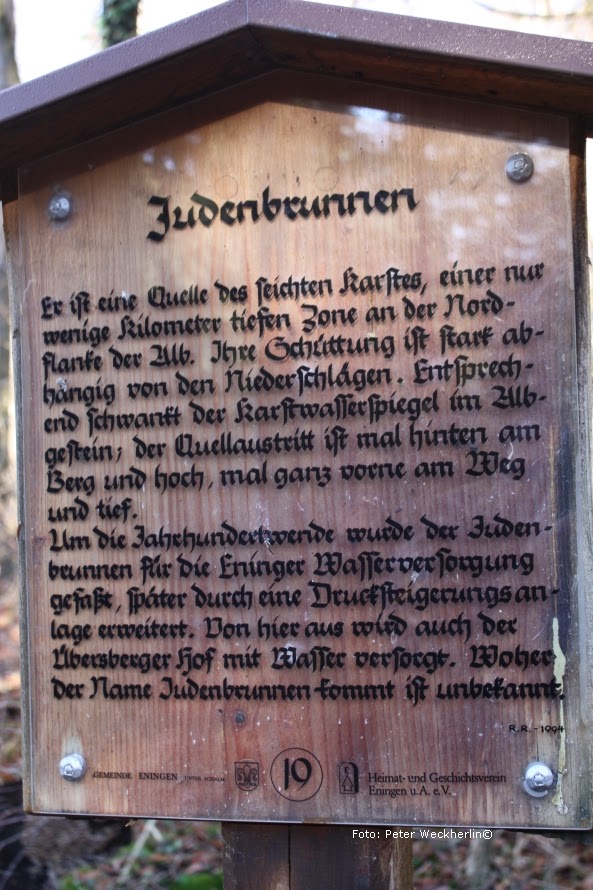 Judenbrunnen
Er ist eine Quelle des seichten Karstes, einer nur
wenige Kilometer tiefen Zone an der Nord-
flanke der Alb. Ihre Schüttung ist stark ab-
hängig von den Niederschlägen. Entsprech-
end schwankt der Karstwasserspiegel im Alb-
gestein; der Quellaustritt ist mal hinten am
Berg und hoch, mal ganz vorne am Weg
und tief.
Um die Jahrhundertwende wurde der Juden-
brunnen für die Eninger Wasserversorgung
gefaßt, später durch eine Drucksteigerungsan-
lage erweitert. Von hier aus wird auch der
Übersberger Hof mit Wasser versorgt. Woher
der Name Judenbrunnen kommt ist unbekannt.
R.R. - 1994
GEMEINDE ENINGEN UNTER ACHALM 19 Heimat- und Geschichtsverein
Eningen u.A. e.V.
Foto: Peter Weckherlin©